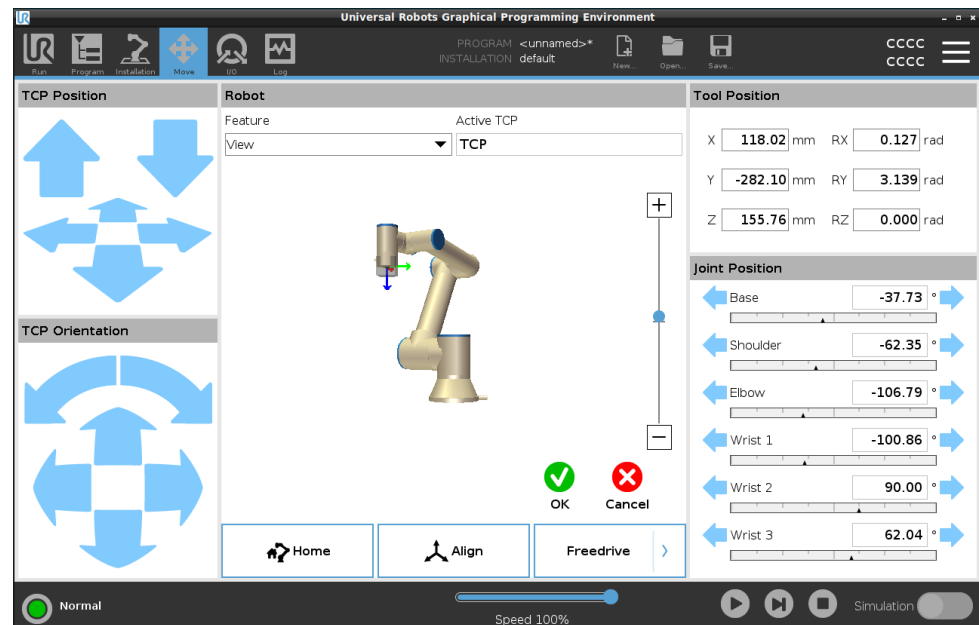 Universal Robots Graphical Programming Environment
UR
Run
Program
Installation
Move
I/O
Log
PROGRAM <unnamed>*
INSTALLATION default
New...
Open...
Save...
CCCC
CCCC
TCP Position
TCP Orientation
Robot
Feature
Active TCP
View
TCP
OK
Cancel
Home
Align
Freedrive
Tool Position
X 118.02 mm RX 0.127 rad
Y -282.10 mm RY 3.139 rad
Z 155.76 mm RZ 0.000 rad
Joint Position
Base -37.73 °
Shoulder -62.35 °
Elbow -106.79 °
Wrist 1 -100.86 °
Wrist 2 90.00 °
Wrist 3 62.04 °
Normal
Speed 100%
Simulation